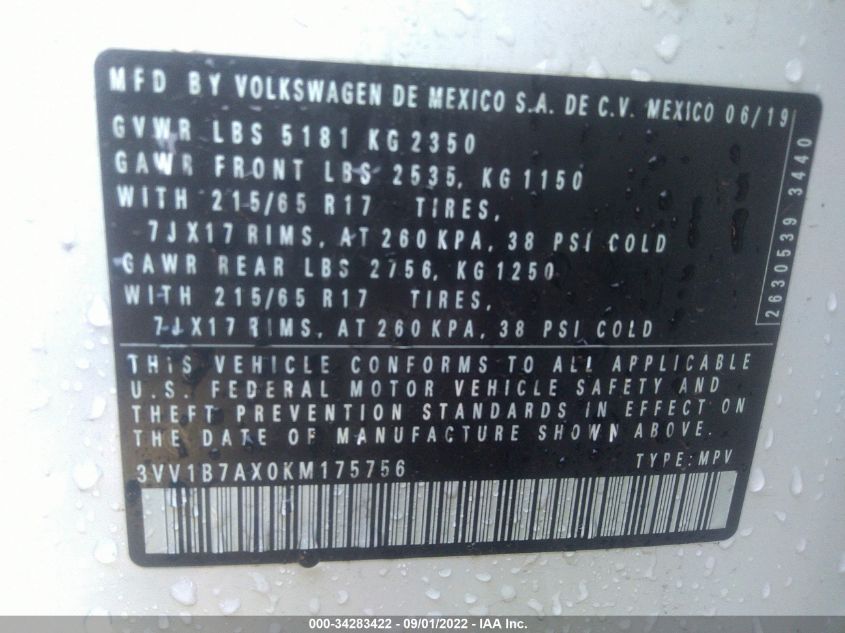 MFD BY VOLKSWAGEN DE MEXICO S.A. DE C.V. MEXICO 06/19
GVWR LBS 5181 KG 2350
GAWR FRONT LBS 2535, KG 1150
WITH 215/65 R17 TIRES,
7JX17 RIMS, AT 260 KPA, 38 PSI COLD
GAWR REAR LBS 2756, KG 1250
WITH 215/65 R17 TIRES,
7JX17 RIMS, AT 260 KPA, 38 PSI COLD
2630539 3440
THIS VEHICLE CONFORMS TO ALL APPLICABLE
U.S. FEDERAL MOTOR VEHICLE SAFETY AND
THEFT PREVENTION STANDARDS IN EFFECT ON
THE DATE OF MANUFACTURE SHOWN ABOVE.
3VV1B7AX0KM175756 TYPE: MPV
000-34283422 - 09/01/2022 - IAA Inc.